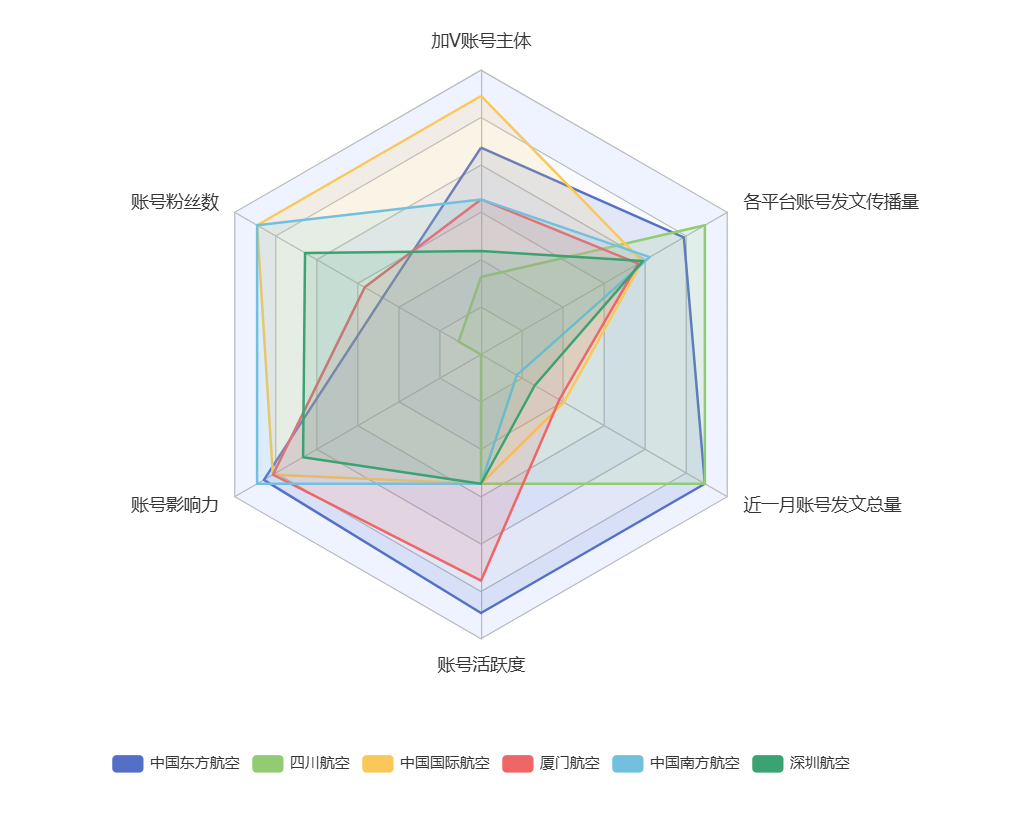 加V账号主体
账号粉丝数
各平台账号发文传播量
账号影响力
近一月账号发文总量
账号活跃度
中国东方航空 四川航空 中国国际航空 厦门航空 中国南方航空 深圳航空